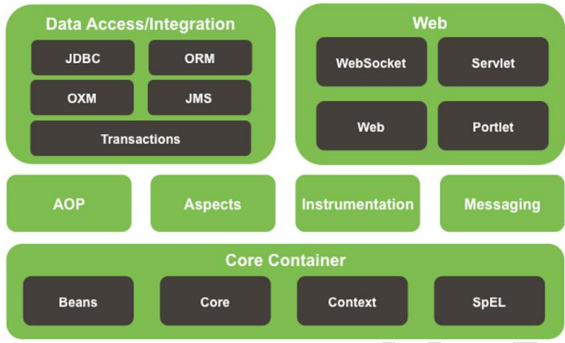 Data Access/Integration
JDBC
ORM
OXM
JMS
Transactions
Web
WebSocket
Servlet
Web
Portlet
AOP
Aspects
Instrumentation
Messaging
Core Container
Beans
Core
Context
SpEL